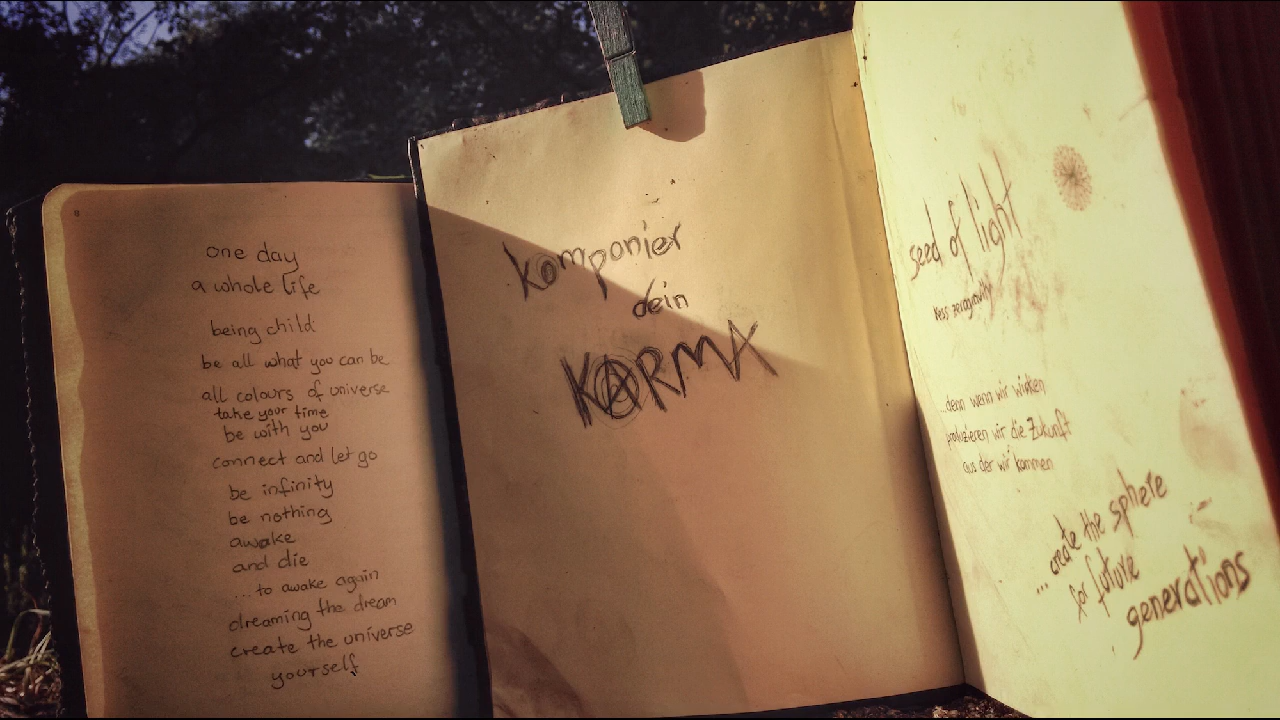 one day
a whole life
being child
be all what you can be
all colours of universe
take your time
be with you
connect and let go
be infinity
be nothing
awake
and die
... to awake again
dreaming the dream
create the universe
yourself
komponier
dein
KARMA
seed of light
kess zerogravity
...denn wenn wir wirken
produzieren wir die Zukunft
aus der wir kommen
... create the sphere
for future
generations